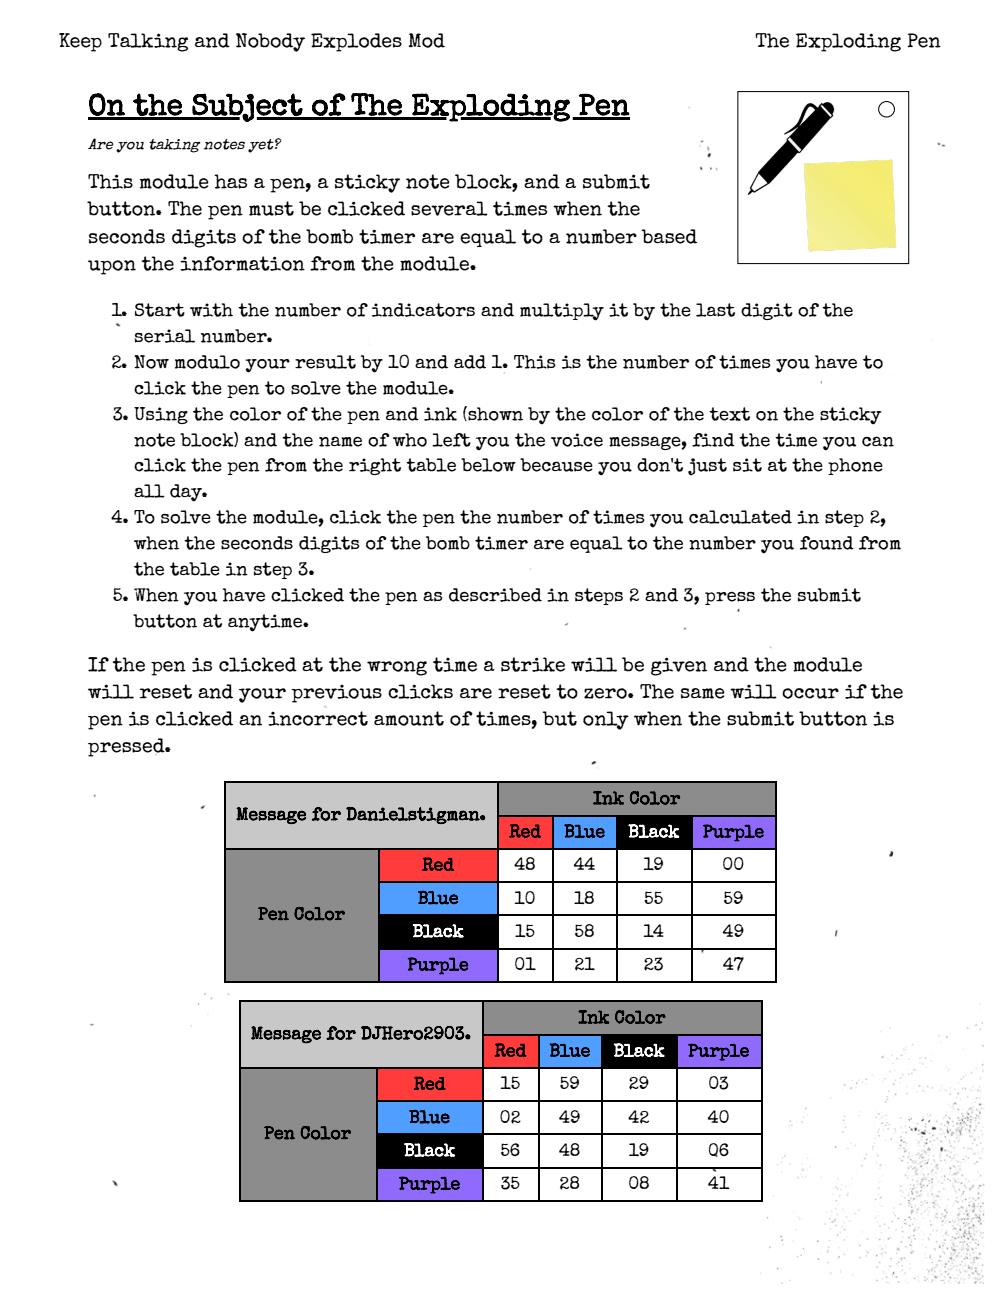 Keep Talking and Nobody Explodes Mod
The Exploding Pen
On the Subject of The Exploding Pen
Are you taking notes yet?
This module has a pen, a sticky note block, and a submit
button. The pen must be clicked several times when the
seconds digits of the bomb timer are equal to a number based
upon the information from the module.
1. Start with the number of indicators and multiply it by the last digit of the
serial number.
2. Now modulo your result by 10 and add 1. This is the number of times you have to
click the pen to solve the module.
3. Using the color of the pen and ink (shown by the color of the text on the sticky
note block) and the name of who left you the voice message, find the time you can
click the pen from the right table below because you don't just sit at the phone
all day.
4. To solve the module, click the pen the number of times you calculated in step 2,
when the seconds digits of the bomb timer are equal to the number you found from
the table in step 3.
5. When you have clicked the pen as described in steps 2 and 3, press the submit
button at anytime.
If the pen is clicked at the wrong time a strike will be given and the module
will reset and your previous clicks are reset to zero. The same will occur if the
pen is clicked an incorrect amount of times, but only when the submit button is
pressed.
Message for Danielstigman. Ink Color
Red Blue Black Purple
Pen Color
Red 48 44 19 00
Blue 10 18 55 59
Black 15 58 14 49
Purple 01 21 23 47
Message for DJHero2903. Ink Color
Red Blue Black Purple
Pen Color
Red 15 59 29 03
Blue 02 49 42 40
Black 56 48 19 06
Purple 35 28 08 41